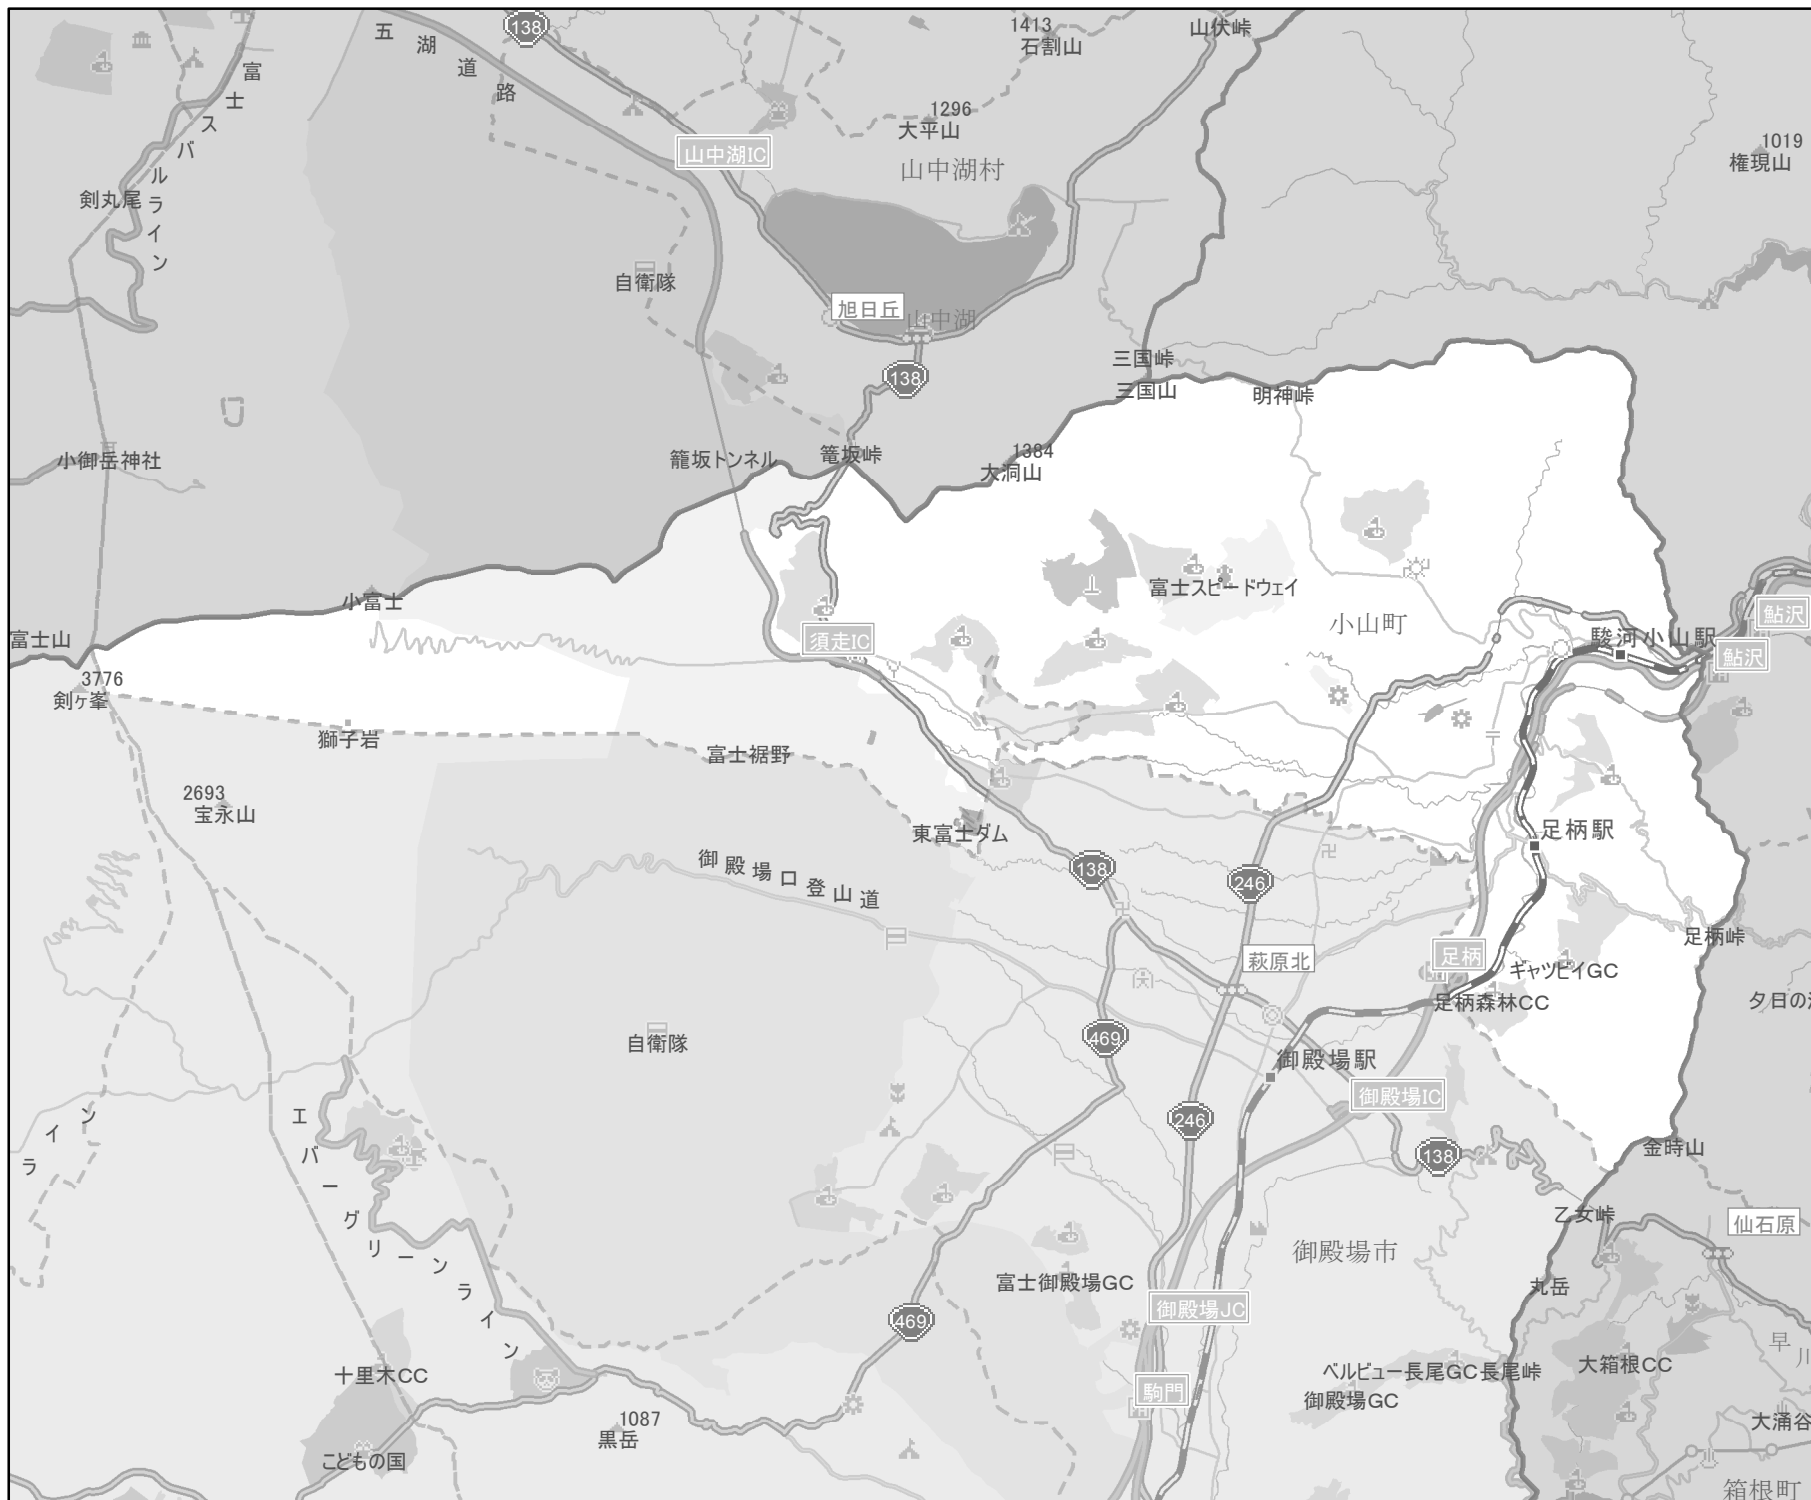 138
五湖道路
1413
石割山
山伏峠
富士スバルライン
1296
大平山
山中湖IC
山中湖村
1019
権現山
剣丸尾
自衛隊
旭日丘
山中湖
138
三国峠
三国山
明神峠
小御岳神社
籠坂トンネル
篭坂峠
1384
大洞山
富士スピードウェイ
小富士
鮎沢
富士山
須走IC
小山町
駿河小山駅
鮎沢
3776
剣ヶ峯
獅子岩
富士裾野
2693
宝永山
東富士ダム
足柄駅
御殿場口登山道
138
246
足柄峠
萩原北
足柄
ギャツビイGC
足柄森林CC
夕日の
469
自衛隊
御殿場駅
御殿場IC
246
138
金時山
エバーグリーンライン
ライン
乙女峠
仙石原
御殿場市
富士御殿場GC
丸岳
御殿場JC
469
早川
十里木CC
ベルビュー長尾GC
長尾峠
大箱根CC
駒門
御殿場GC
1087
黒岳
大涌谷
こどもの国
箱根町